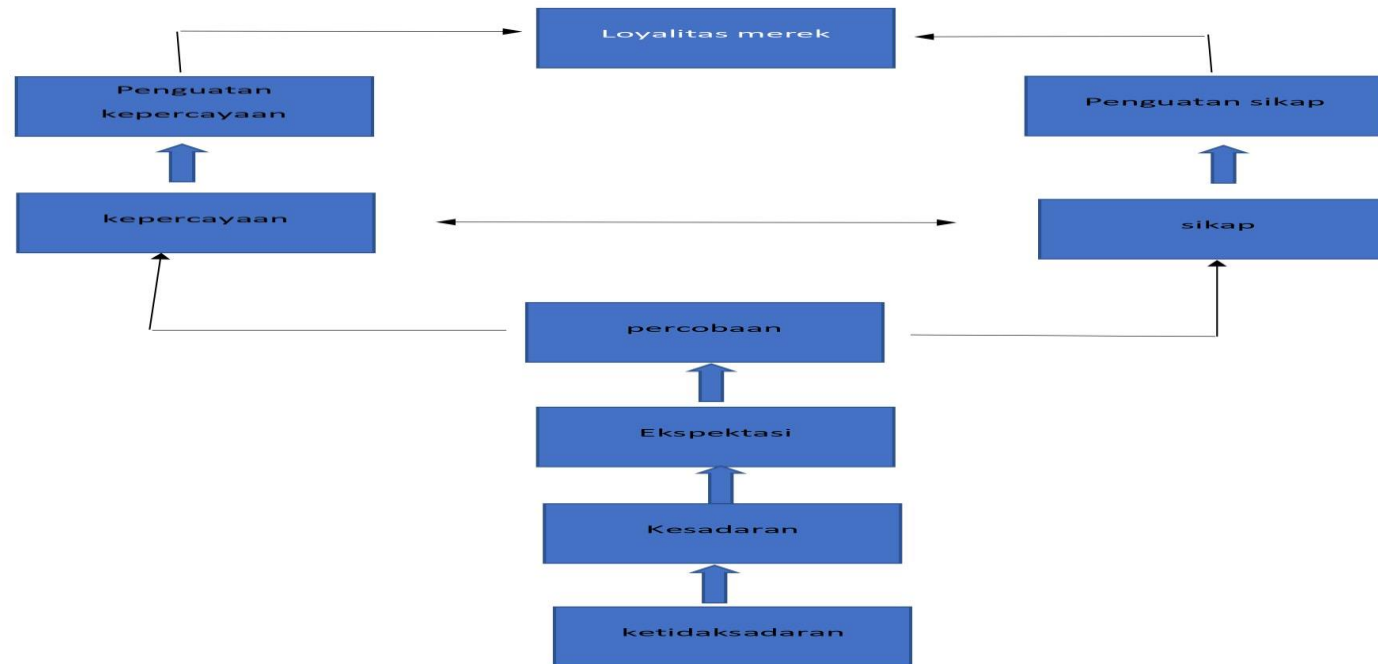 Loyalitas merek
Penguatan
kepercayaan
Penguatan sikap
kepercayaan
sikap
percobaan
Ekspektasi
Kesadaran
ketidaksadaran